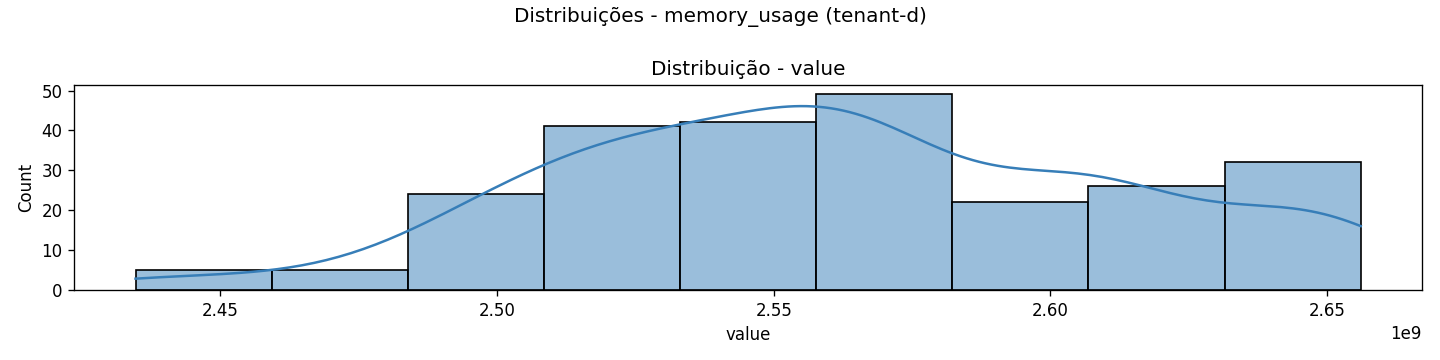 Distribuições - memory_usage (tenant-d)
Distribuição - value
50
40
30
20
10
0
Count
2.45 2.50 2.55 2.60 2.65
value
1e9